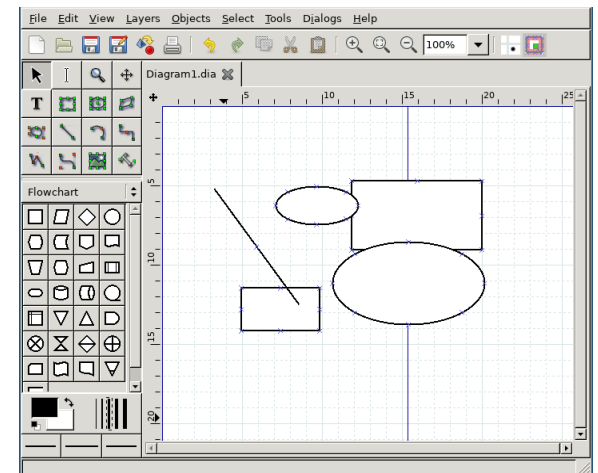 File Edit View Layers Objects Select Tools Dialogs Help
100%
Diagram1.dia
T
5 10 15 20 25
Flowchart
5
10
15
20